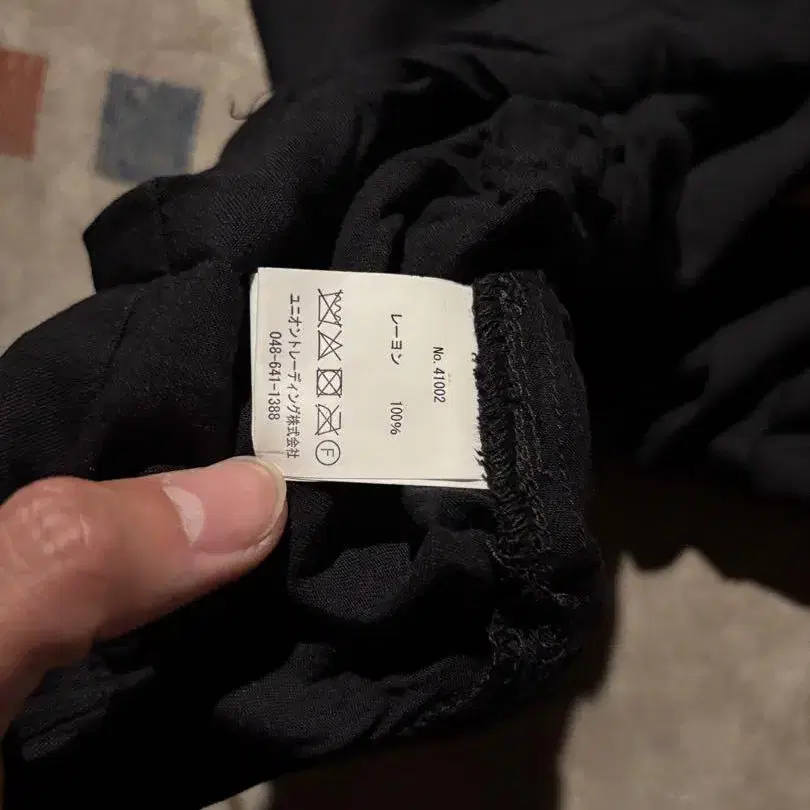 No. 41002
レーヨン 100%
F
ユニオントレーディング株式会社
048-641-1388